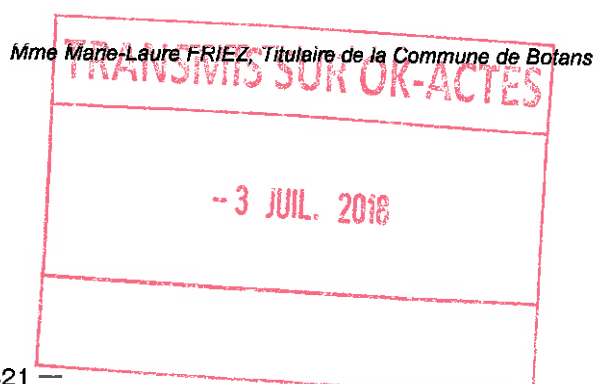 Mme Marie-Laure FRIEZ, Titulaire de la Commune de Botans
TRANSMIS SUR OK-ACTES
- 3 JUIL. 2018
21 —